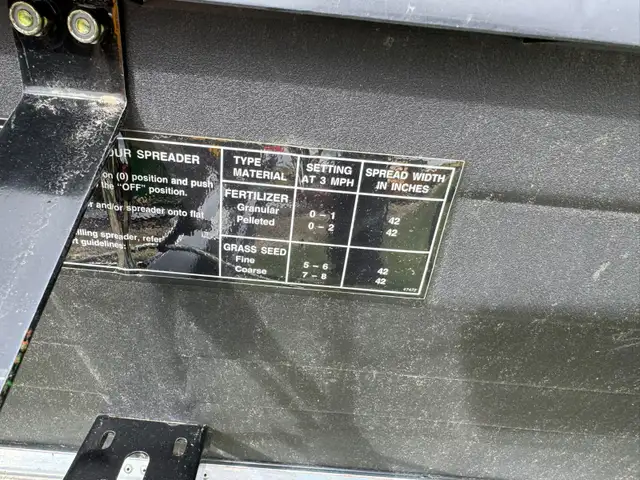 OUR SPREADER
on (0) position and push
the "OFF" position.
and/or spreader onto flat
filling spreader, refer
guidelines:
TYPE MATERIAL
SETTING AT 3 MPH
SPREAD WIDTH IN INCHES
FERTILIZER
Granular 0 – 1 42
Pelleted 0 – 2 42
GRASS SEED
Fine 5 – 6 42
Coarse 7 – 8 42